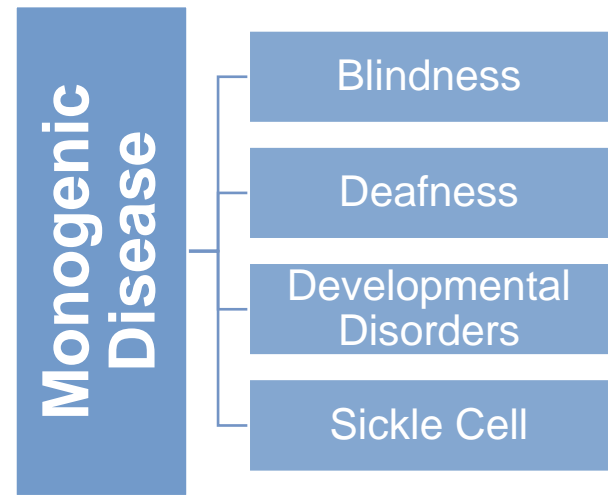 Monogenic
Disease
Blindness
Deafness
Developmental
Disorders
Sickle Cell